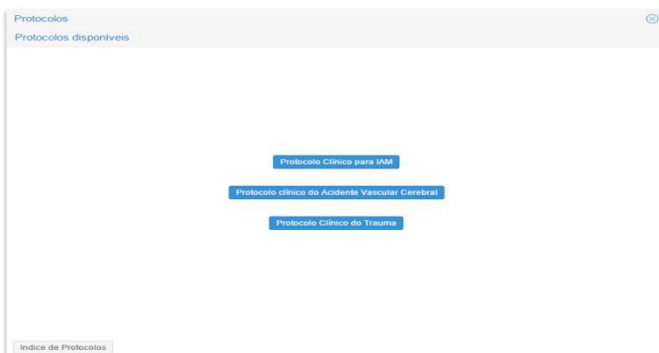 Protocolos
Protocolos disponíveis
Protocolo Clínico para IAM
Protocolo clínico do Acidente Vascular Cerebral
Protocolo Clínico do Trauma
Indice de Protocolos